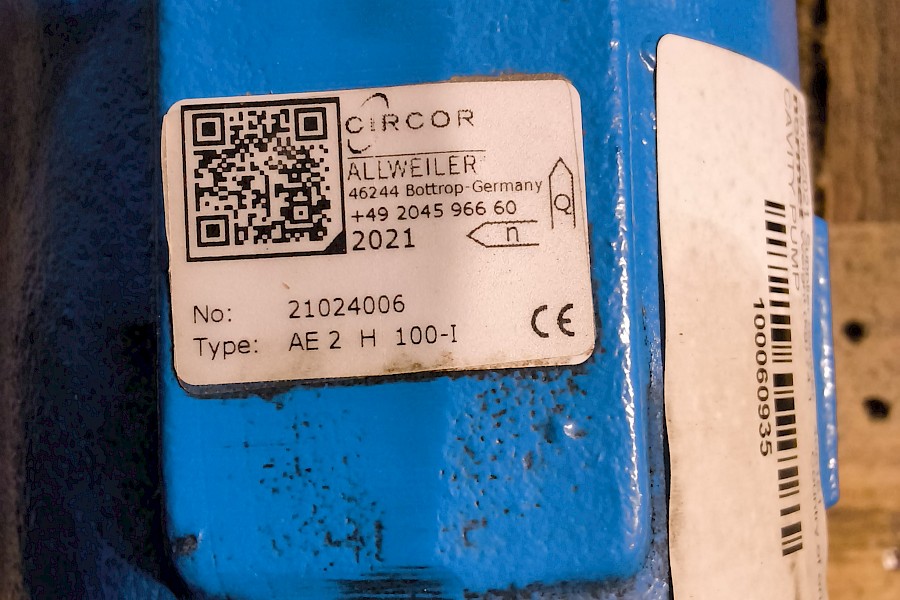 CIRCOR
ALLWEILER
46244 Bottrop-Germany
+49 2045 966 60
2021
n
Q
No: 21024006
Type: AE 2 H 100-I
CE
CAVITY PUMP
100060935